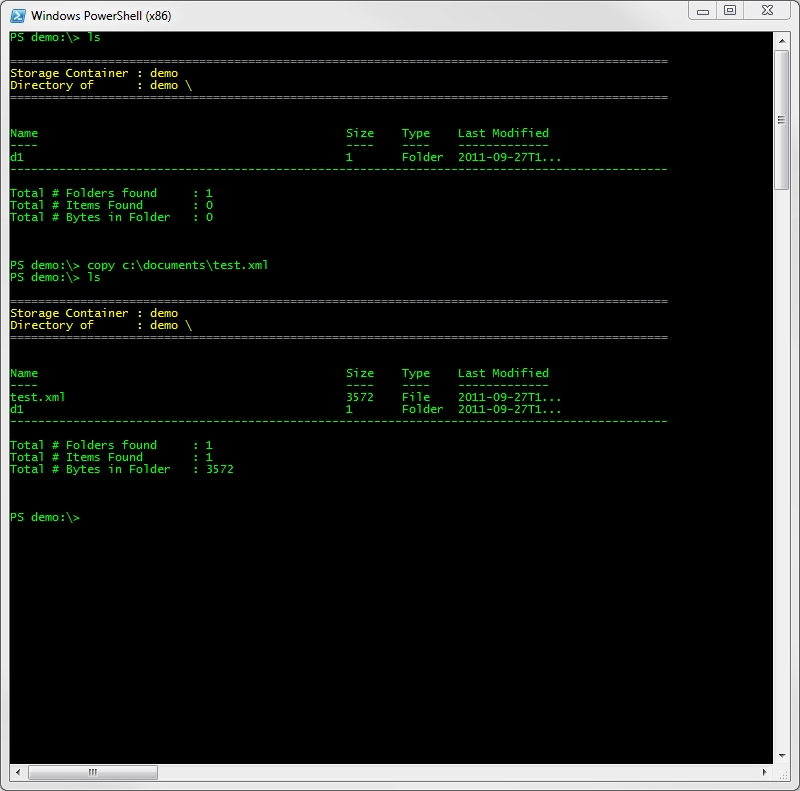 Windows PowerShell (x86)
PS demo:\> ls
==============================================================================================
Storage Container : demo
Directory of      : demo \
==============================================================================================
Name                                            Size    Type    Last Modified
----                                            ----    ----    -------------
d1                                              1       Folder  2011-09-27T1...
----------------------------------------------------------------------------------------------
Total # Folders found     : 1
Total # Items Found       : 0
Total # Bytes in Folder   : 0
PS demo:\> copy c:\documents\test.xml
PS demo:\> ls
==============================================================================================
Storage Container : demo
Directory of      : demo \
==============================================================================================
Name                                            Size    Type    Last Modified
----                                            ----    ----    -------------
test.xml                                        3572    File    2011-09-27T1...
d1                                              1       Folder  2011-09-27T1...
----------------------------------------------------------------------------------------------
Total # Folders found     : 1
Total # Items Found       : 1
Total # Bytes in Folder   : 3572
PS demo:\>